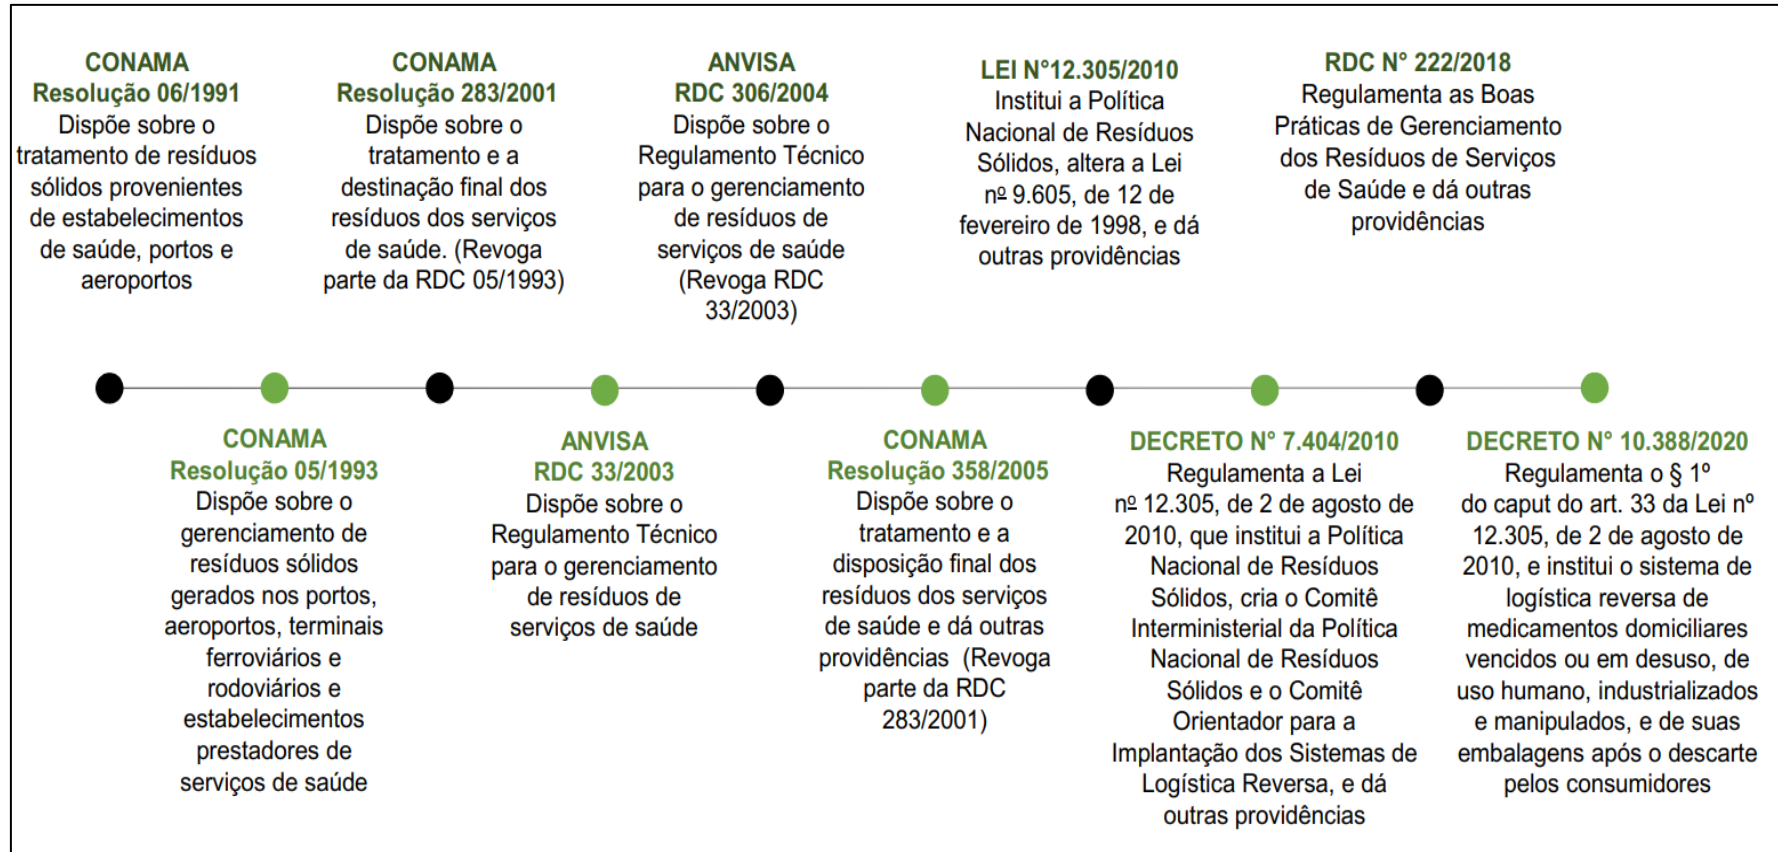 CONAMA
Resolução 06/1991
Dispõe sobre o
tratamento de resíduos
sólidos provenientes
de estabelecimentos
de saúde, portos e
aeroportos
CONAMA
Resolução 283/2001
Dispõe sobre o
tratamento e a
destinação final dos
resíduos dos serviços
de saúde. (Revoga
parte da RDC 05/1993)
ANVISA
RDC 306/2004
Dispõe sobre o
Regulamento Técnico
para o gerenciamento
de resíduos de
serviços de saúde
(Revoga RDC
33/2003)
LEI N°12.305/2010
Institui a Política
Nacional de Resíduos
Sólidos, altera a Lei
nº 9.605, de 12 de
fevereiro de 1998, e dá
outras providências
RDC N° 222/2018
Regulamenta as Boas
Práticas de Gerenciamento
dos Resíduos de Serviços
de Saúde e dá outras
providências
CONAMA
Resolução 05/1993
Dispõe sobre o
gerenciamento de
resíduos sólidos
gerados nos portos,
aeroportos, terminais
ferroviários e
rodoviários e
estabelecimentos
prestadores de
serviços de saúde
ANVISA
RDC 33/2003
Dispõe sobre o
Regulamento Técnico
para o gerenciamento
de resíduos de
serviços de saúde
CONAMA
Resolução 358/2005
Dispõe sobre o
tratamento e a
disposição final dos
resíduos dos serviços
de saúde e dá outras
providências (Revoga
parte da RDC
283/2001)
DECRETO N° 7.404/2010
Regulamenta a Lei
nº 12.305, de 2 de agosto de
2010, que institui a Política
Nacional de Resíduos
Sólidos, cria o Comitê
Interministerial da Política
Nacional de Resíduos
Sólidos e o Comitê
Orientador para a
Implantação dos Sistemas de
Logística Reversa, e dá
outras providências
DECRETO N° 10.388/2020
Regulamenta o § 1º
do caput do art. 33 da Lei nº
12.305, de 2 de agosto de
2010, e institui o sistema de
logística reversa de
medicamentos domiciliares
vencidos ou em desuso, de
uso humano, industrializados
e manipulados, e de suas
embalagens após o descarte
pelos consumidores